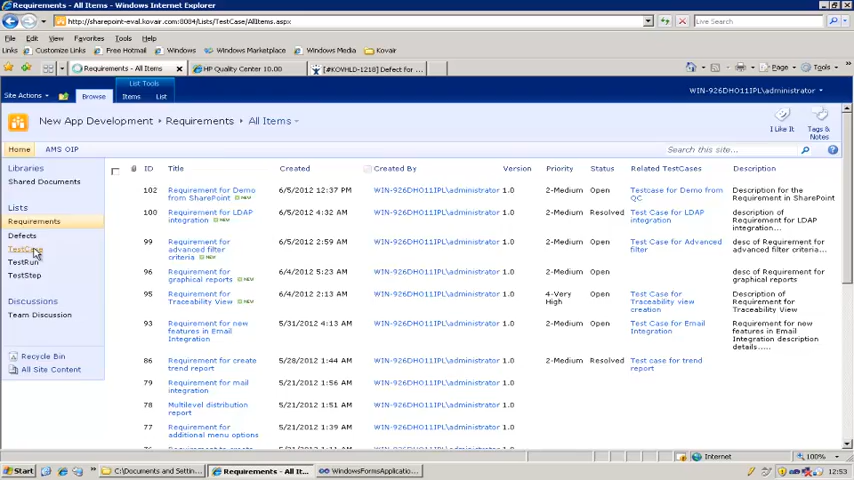 Requirements - All Items - Windows Internet Explorer
http://sharepoint-eval.kovair.com:8084/Lists/TestCase/AllItems.aspx
Live Search
File Edit View Favorites Tools Help
Links Customize Links Free Hotmail Windows Windows Marketplace Windows Media Kovair
Requirements - All Items HP Quality Center 10.00 [#KOVHLD-1218] Defect for ...
Page Tools
List Tools
Site Actions Browse Items List
WIN-926DHO11IPL\administrator
New App Development Requirements All Items
I Like It Tags & Notes
Home AMS OIP
Search this site...
Libraries
Shared Documents
Lists
Requirements
Defects
TestCase
TestRun
TestStep
Discussions
Team Discussion
Recycle Bin
All Site Content
ID Title Created Created By Version Priority Status Related TestCases Description
102 Requirement for Demo from SharePoint NEW 6/5/2012 12:37 PM WIN-926DHO11IPL\administrator 1.0 2-Medium Open Testcase for Demo from QC Description for the Requirement in SharePoint
100 Requirement for LDAP integration NEW 6/5/2012 4:32 AM WIN-926DHO11IPL\administrator 1.0 2-Medium Resolved Test Case for LDAP integration description of Requirement for LDAP integration...
99 Requirement for advanced filter criteria NEW 6/5/2012 2:59 AM WIN-926DHO11IPL\administrator 1.0 2-Medium Open Test Case for Advanced filter desc of Requirement for advanced filter criteria...
96 Requirement for graphical reports NEW 6/4/2012 5:23 AM WIN-926DHO11IPL\administrator 1.0 2-Medium Open desc of Requirement for graphical reports
95 Requirement for Traceability View NEW 6/4/2012 2:13 AM WIN-926DHO11IPL\administrator 1.0 4-Very High Open Test Case for Traceability view creation Description of Requirement for Traceability View
93 Requirement for new features in Email Integration 5/31/2012 4:13 AM WIN-926DHO11IPL\administrator 1.0 2-Medium Open Test Case for Email Integration Requirement for new features in Email Integration description details.....
86 Requirement for create trend report 5/28/2012 1:44 AM WIN-926DHO11IPL\administrator 1.0 2-Medium Resolved Test case for trend report
79 Requirement for mail integration 5/21/2012 1:56 AM WIN-926DHO11IPL\administrator 1.0
78 Multilevel distribution report 5/21/2012 1:51 AM WIN-926DHO11IPL\administrator 1.0
77 Requirement for additional menu options 5/21/2012 1:39 AM WIN-926DHO11IPL\administrator 1.0
Internet 100%
Start C:\Documents and Settin... Requirements - All It... WindowsFormsApplicatio... 12:53